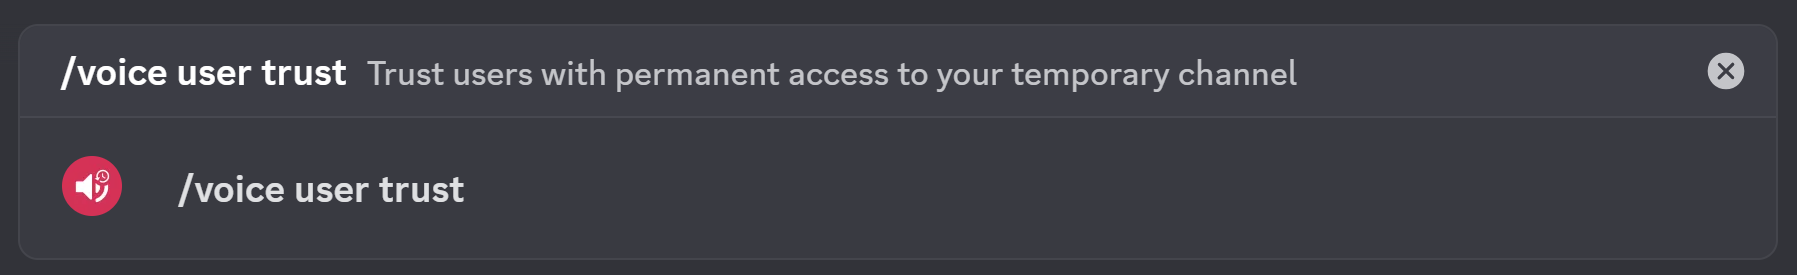 /voice user trust Trust users with permanent access to your temporary channel
/voice user trust